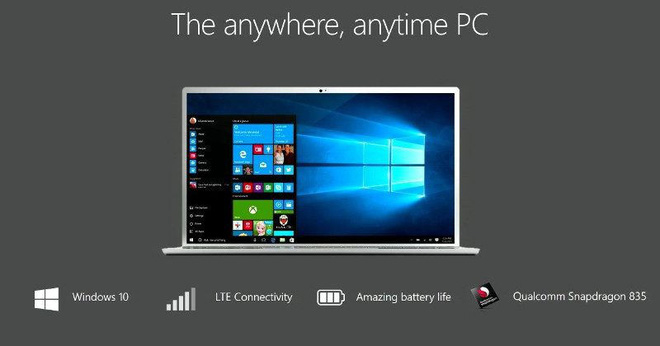 The anywhere, anytime PC
Windows 10
LTE Connectivity
Amazing battery life
Qualcomm Snapdragon 835